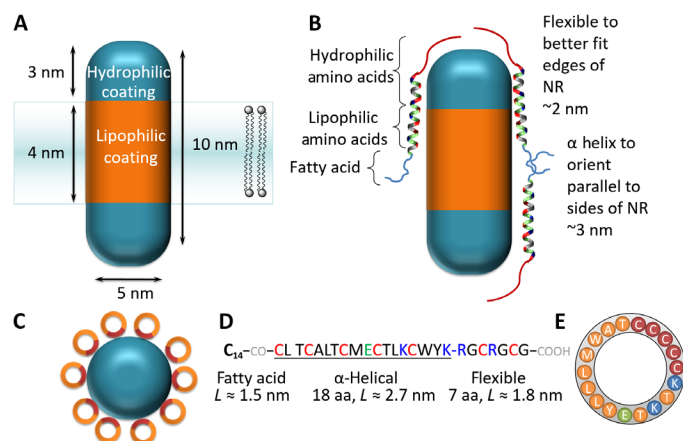 A
3 nm
Hydrophilic
coating
4 nm
Lipophilic
coating
10 nm
5 nm
B
Hydrophilic
amino acids
Lipophilic
amino acids
Fatty acid
Flexible to
better fit
edges of
NR
~2 nm
α helix to
orient
parallel to
sides of NR
~3 nm
C
D
C14–CO–CL TCALTCMECTLKCWYK-RGCRGCG–COOH
Fatty acid
L ≈ 1.5 nm
α-Helical
18 aa, L ≈ 2.7 nm
Flexible
7 aa, L ≈ 1.8 nm
E
T C C C C C K T K T E Y L L L M W A